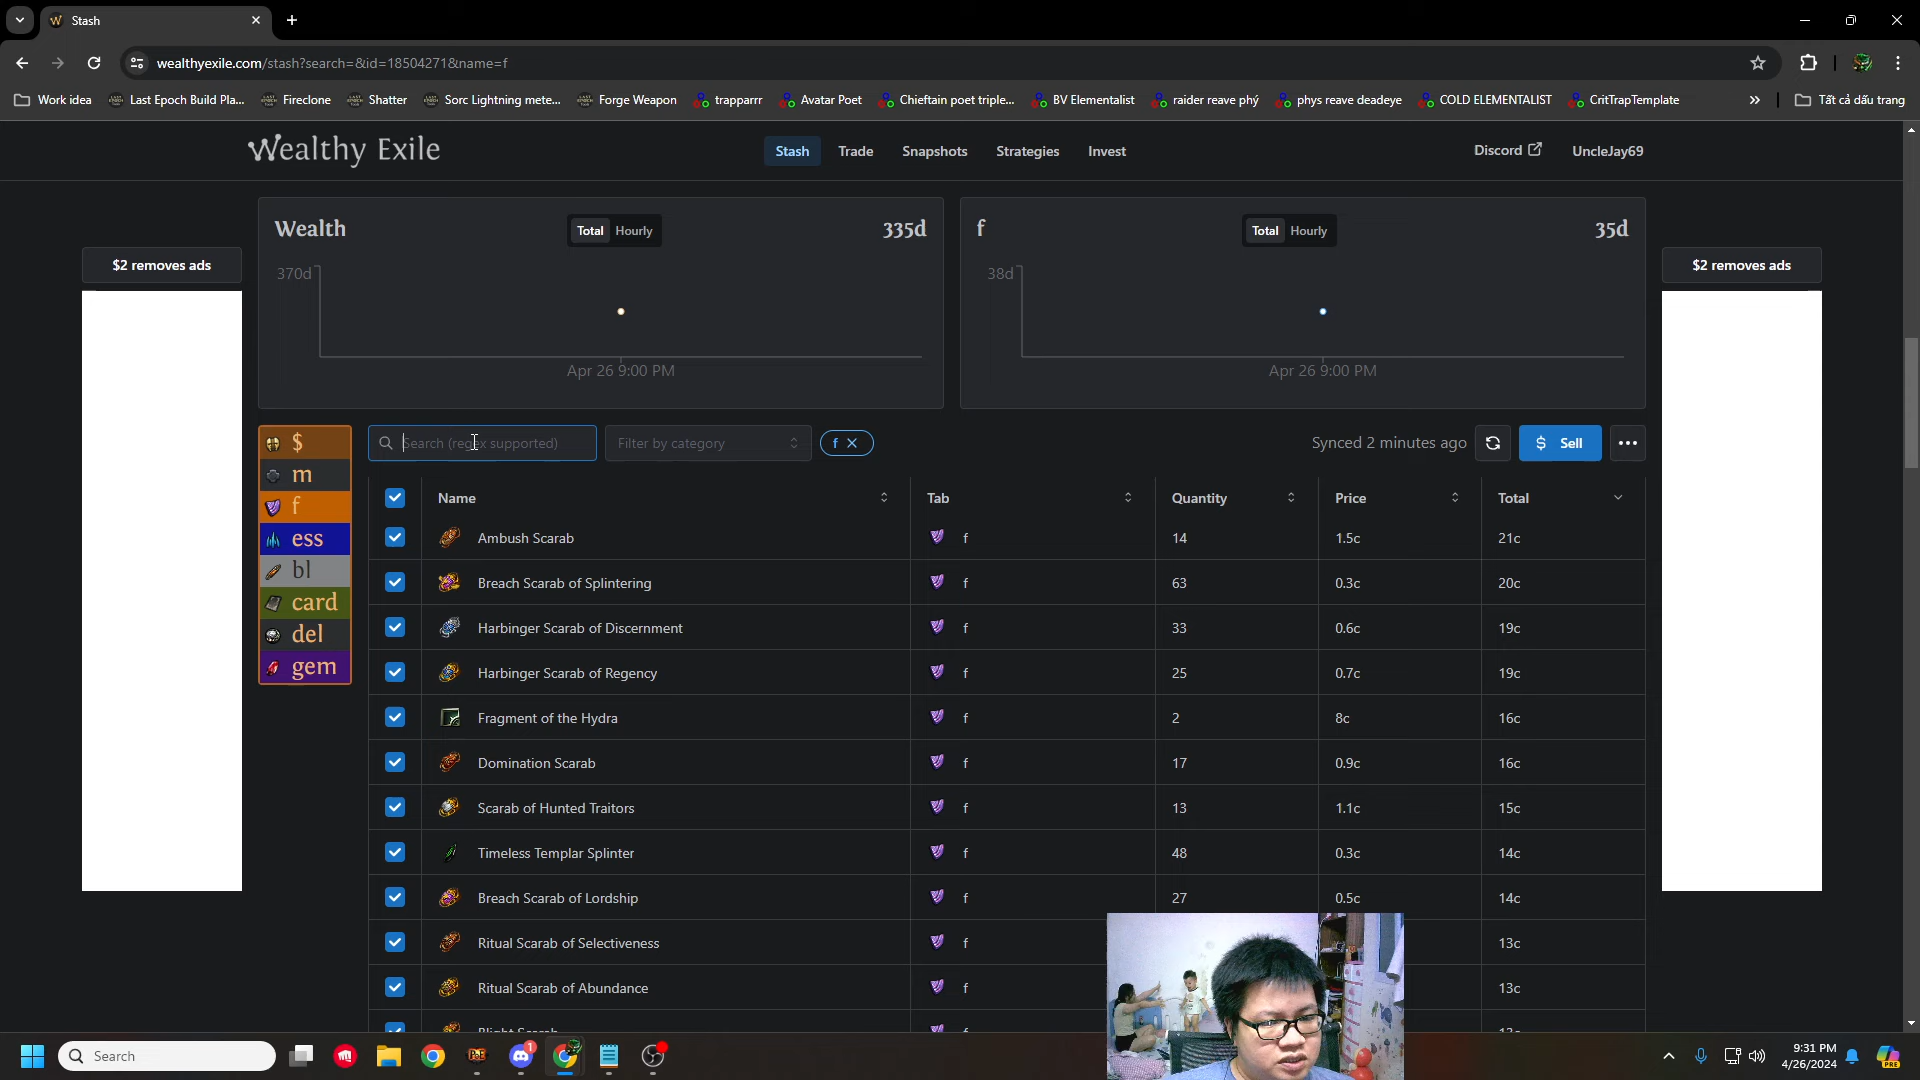 Stash
wealthyexile.com/stash?search=&id=18504271&name=f
Work idea
Last Epoch Build Pla...
Fireclone
Shatter
Sorc Lightning mete...
Forge Weapon
trapparrr
Avatar Poet
Chieftain poet triple...
BV Elementalist
raider reave phý
phys reave deadeye
COLD ELEMENTALIST
CritTrapTemplate
Tất cả dấu trang
Wealthy Exile
Stash
Trade
Snapshots
Strategies
Invest
Discord
UncleJay69
Wealth
Total Hourly
335d
370d
Apr 26 9:00 PM
f
Total Hourly
35d
38d
Apr 26 9:00 PM
$2 removes ads
$2 removes ads
$
m
f
ess
bl
card
del
gem
Search (regex supported)
Filter by category
f
Synced 2 minutes ago
$ Sell
Name Tab Quantity Price Total
Ambush Scarab f 14 1.5c 21c
Breach Scarab of Splintering f 63 0.3c 20c
Harbinger Scarab of Discernment f 33 0.6c 19c
Harbinger Scarab of Regency f 25 0.7c 19c
Fragment of the Hydra f 2 8c 16c
Domination Scarab f 17 0.9c 16c
Scarab of Hunted Traitors f 13 1.1c 15c
Timeless Templar Splinter f 48 0.3c 14c
Breach Scarab of Lordship f 27 0.5c 14c
Ritual Scarab of Selectiveness f 13c
Ritual Scarab of Abundance f 13c
Search
9:31 PM
4/26/2024